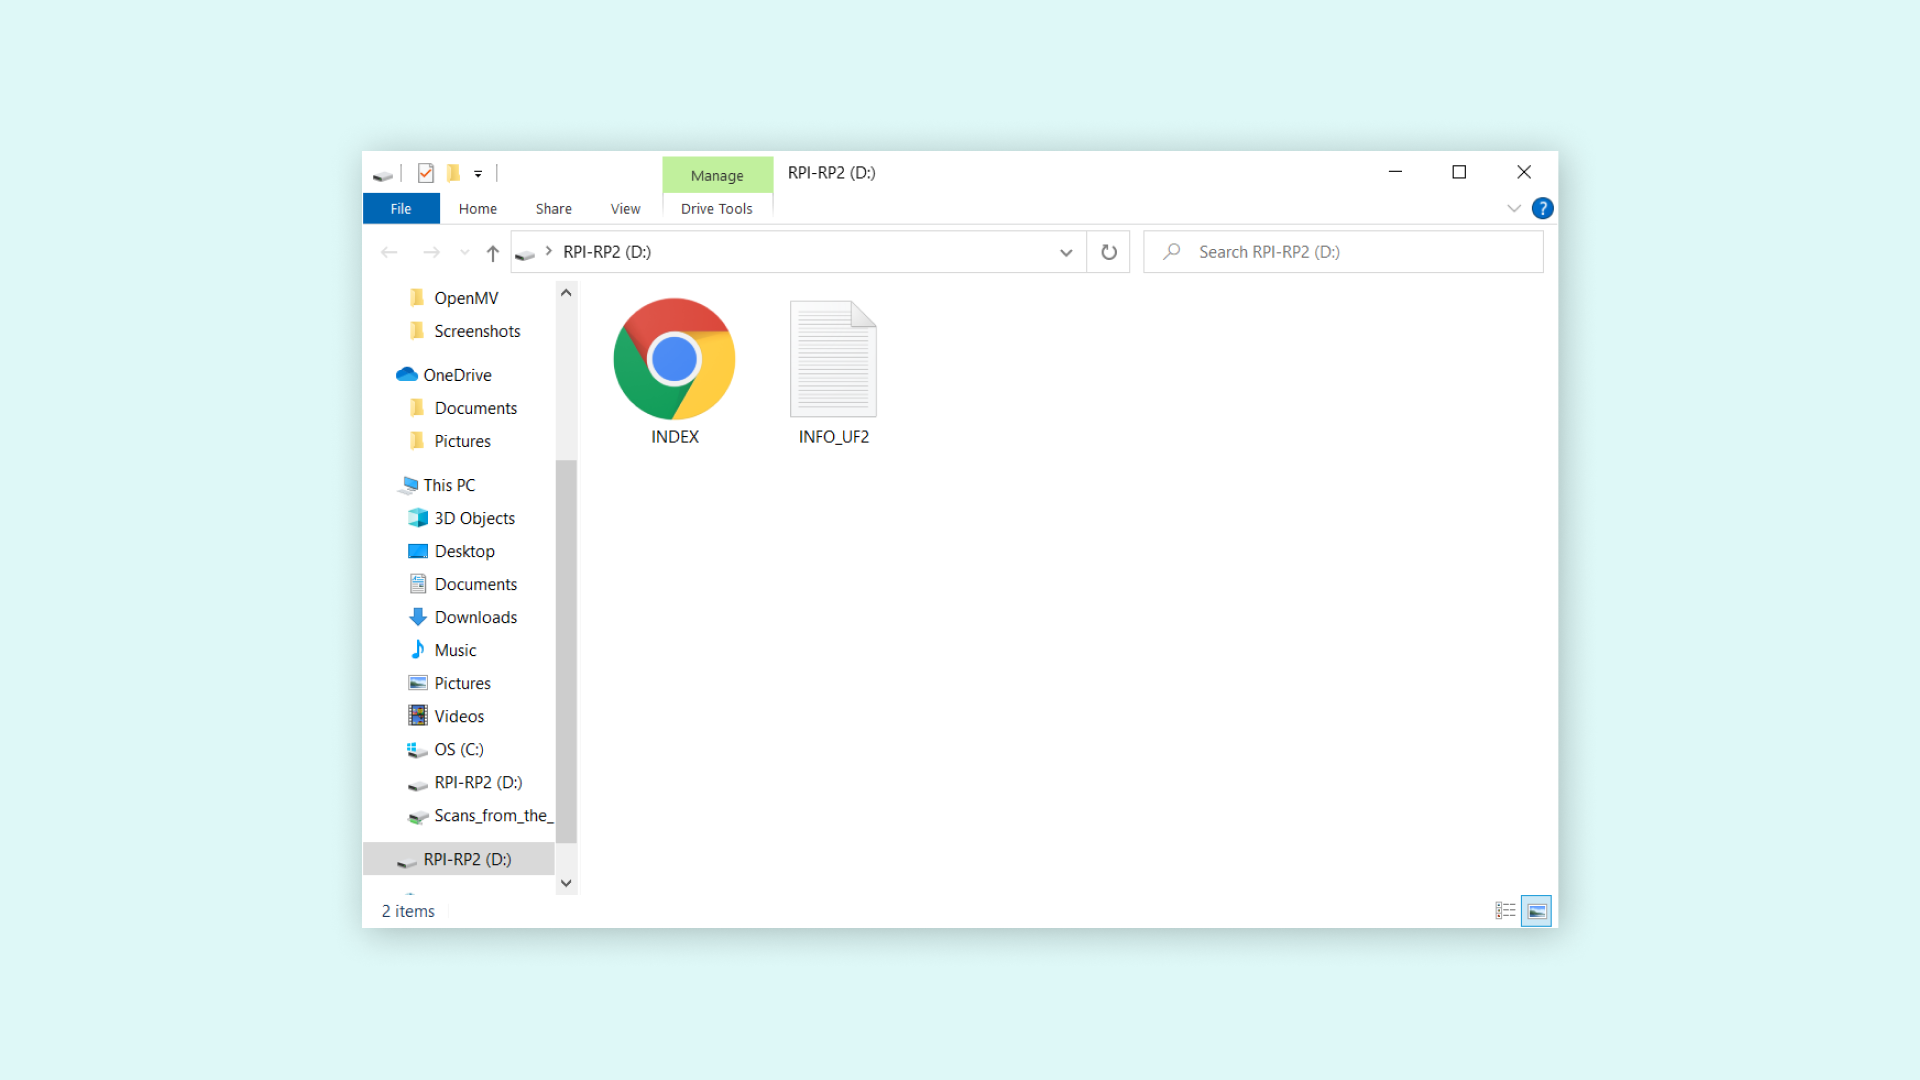 Manage
RPI-RP2 (D:)
File
Home
Share
View
Drive Tools
?
RPI-RP2 (D:)
Search RPI-RP2 (D:)
OpenMV
Screenshots
OneDrive
Documents
Pictures
This PC
3D Objects
Desktop
Documents
Downloads
Music
Pictures
Videos
OS (C:)
RPI-RP2 (D:)
Scans_from_the_
RPI-RP2 (D:)
INDEX
INFO_UF2
2 items